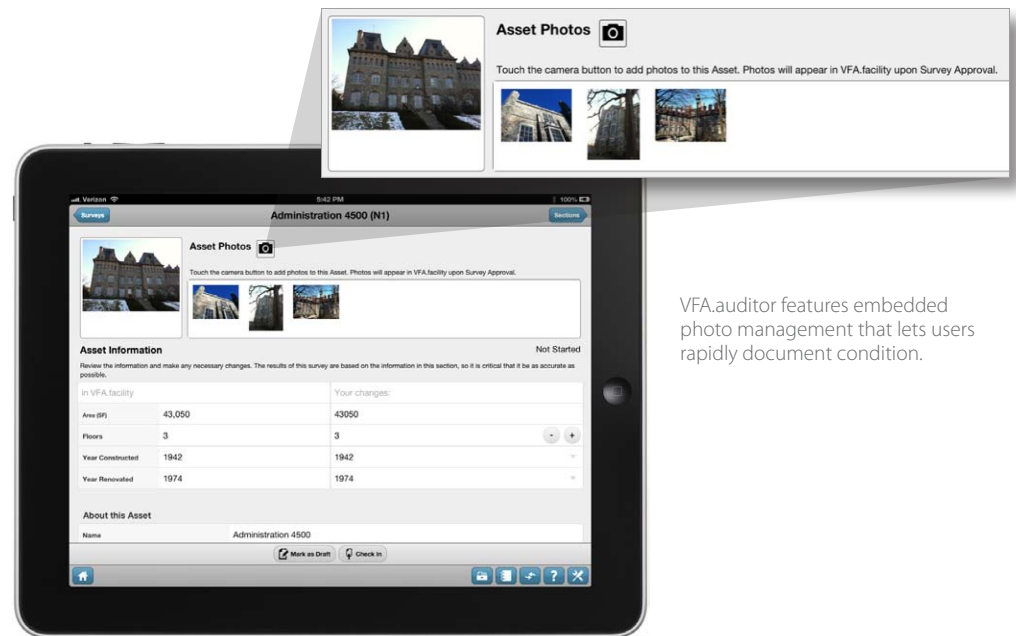 Asset Photos
Touch the camera button to add photos to this Asset. Photos will appear in VFA.facility upon Survey Approval.
Verizon 5:42 PM 100%
Surveys Administration 4500 (N1) Sections
Asset Photos
Touch the camera button to add photos to this Asset. Photos will appear in VFA.facility upon Survey Approval.
Asset Information Not Started
Review the information and make any necessary changes. The results of this survey are based on the information in this section, so it is critical that it be as accurate as
possible.
in VFA.facility Your changes:
Area (SF) 43,050 43050
Floors 3 3 - +
Year Constructed 1942 1942
Year Renovated 1974 1974
About this Asset
Name Administration 4500
Mark as Draft Check In
?
VFA.auditor features embedded
photo management that lets users
rapidly document condition.